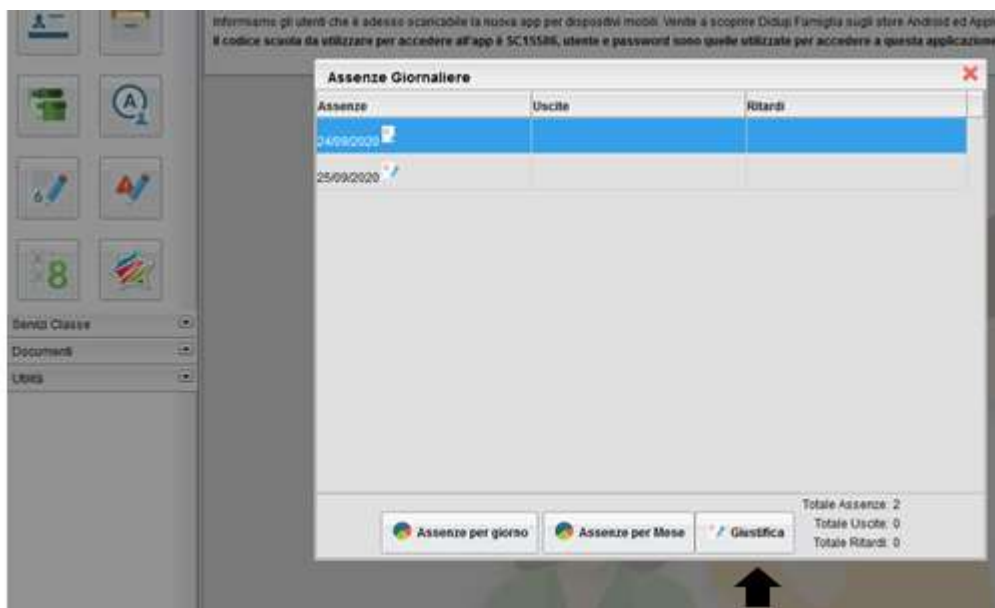 Informiamo gli utenti che è adesso scaricabile la nuova app per dispositivi mobili. Venite a scoprire Didup Famiglia sugli store Android ed Appl
Il codice scuola da utilizzare per accedere all'app è SC15586, utente e password sono quelle utilizzate per accedere a questa applicazione
Assenze Giornaliere
Assenze Uscite Ritardi
24/09/2020
25/09/2020
A
6
8
Servizi Classe
Documenti
Utilità
Assenze per giorno Assenze per Mese Giustifica
Totale Assenze: 2
Totale Uscite: 0
Totale Ritardi: 0